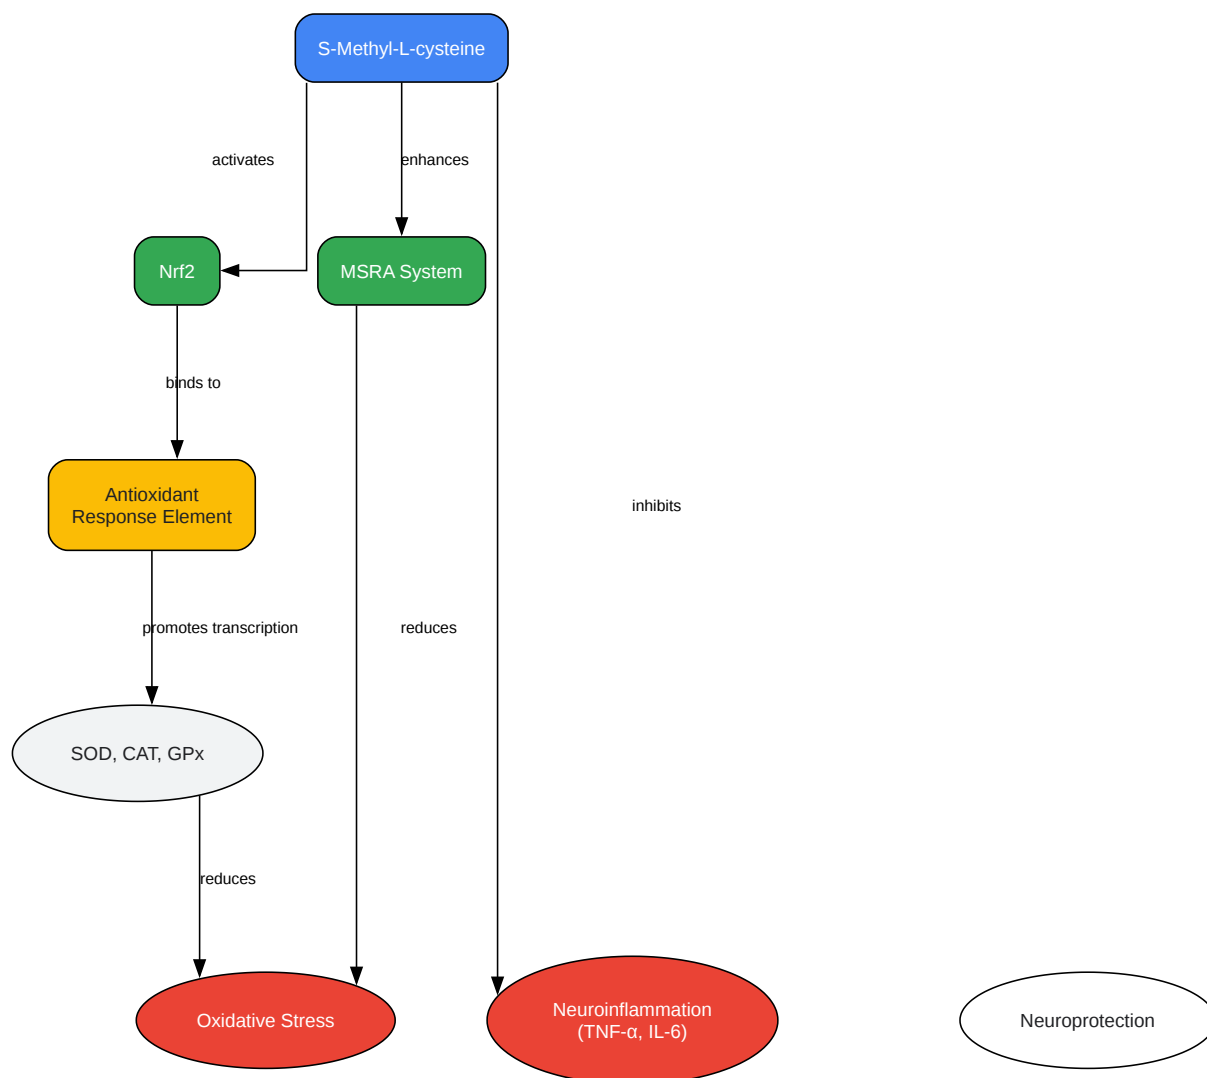 S-Methyl-L-cysteine
activates
enhances
Nrf2
MSRA System
binds to
Antioxidant
Response Element
inhibits
promotes transcription
reduces
SOD, CAT, GPx
reduces
Oxidative Stress
Neuroinflammation
(TNF-α, IL-6)
Neuroprotection